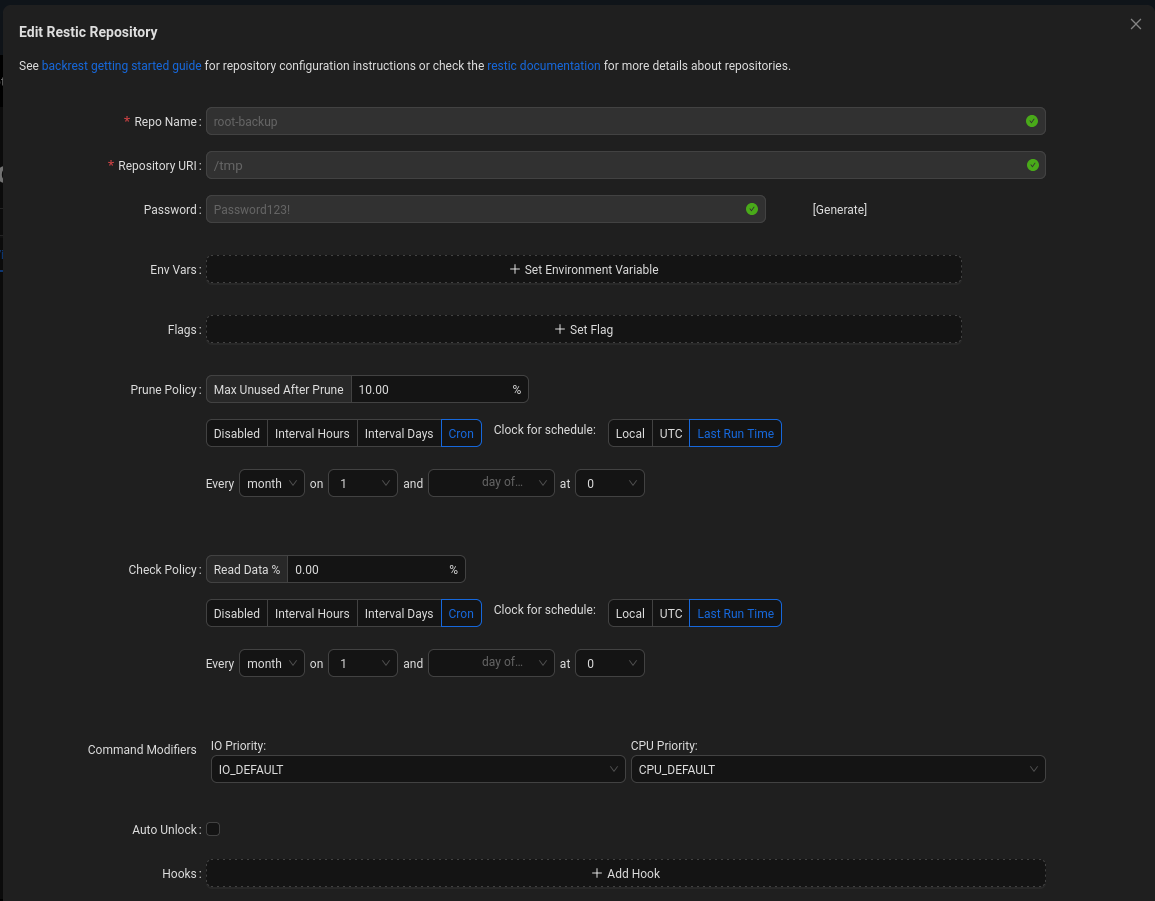 Edit Restic Repository
See backrest getting started guide for repository configuration instructions or check the restic documentation for more details about repositories.
* Repo Name : root-backup
* Repository URI : /tmp
Password : Password123! [Generate]
Env Vars : + Set Environment Variable
Flags : + Set Flag
Prune Policy : Max Unused After Prune 10.00 %
Disabled Interval Hours Interval Days Cron Clock for schedule: Local UTC Last Run Time
Every month on 1 and day of... at 0
Check Policy : Read Data % 0.00 %
Disabled Interval Hours Interval Days Cron Clock for schedule: Local UTC Last Run Time
Every month on 1 and day of... at 0
Command Modifiers IO Priority: CPU Priority:
IO_DEFAULT CPU_DEFAULT
Auto Unlock :
Hooks : + Add Hook